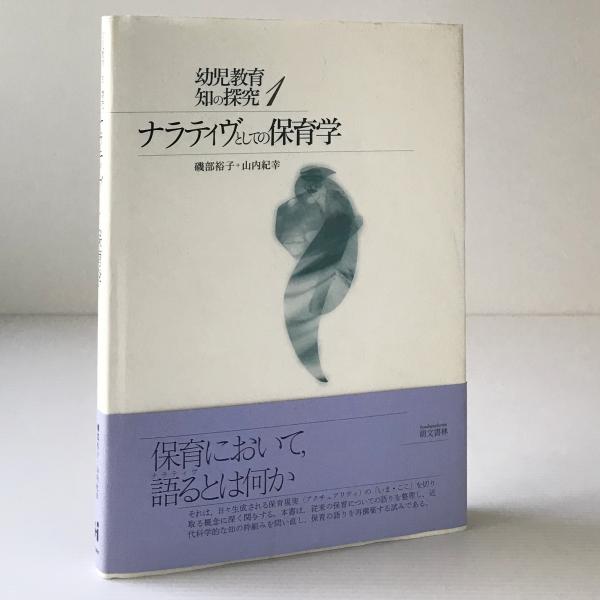 幼児教育
知の探究 1
ナラティヴとしての保育学
磯部裕子+山内紀幸
萌文書林
保育において,
語るとは何か
ナラティヴ
それは、日々生成される保育現実（アクチュアリティ）の「いま・ここ」を切り
取る概念に深く関与する。本書は、従来の保育についての語りを整理し、近
代科学的な知の枠組みを問い直し、保育の語りを再構築する試みである。